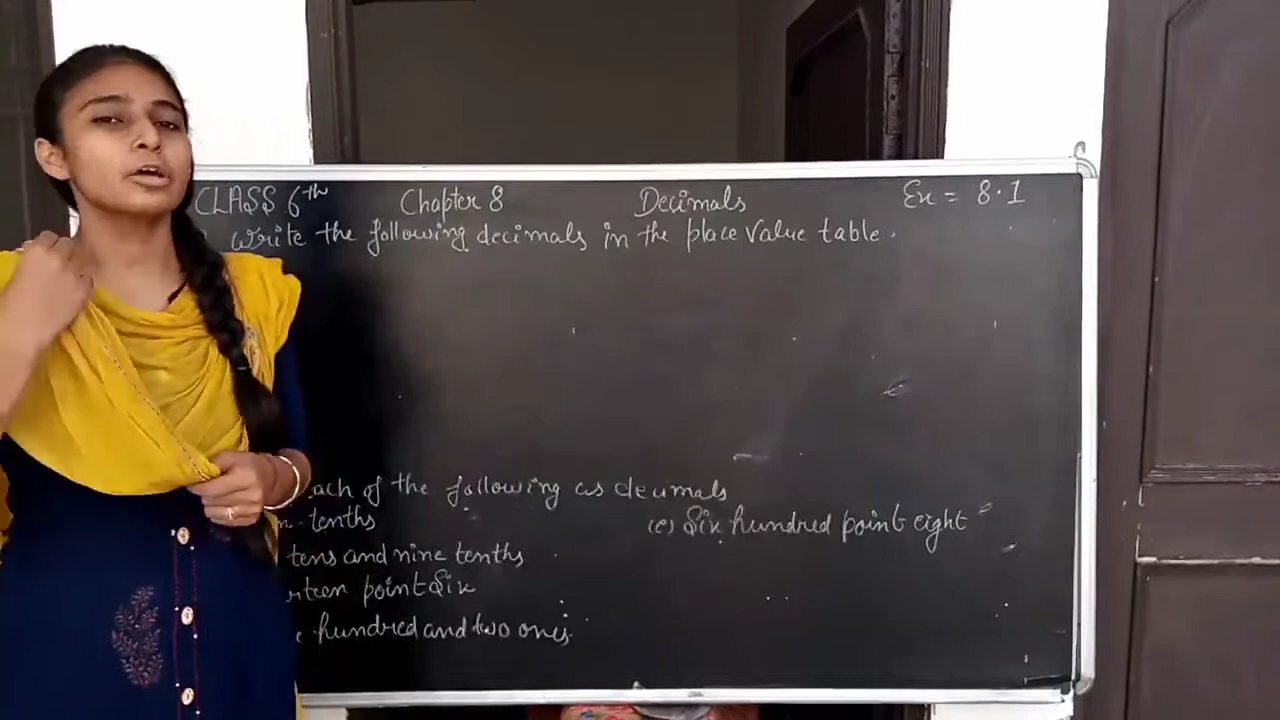 CLASS 6th Chapter 8 Decimals Ex = 8.1
Write the following decimals in the place value table.
ach of the following as decimals
n-tenths (e) Six hundred point eight
tens and nine tenths
rteen point Six
e hundred and two ones.